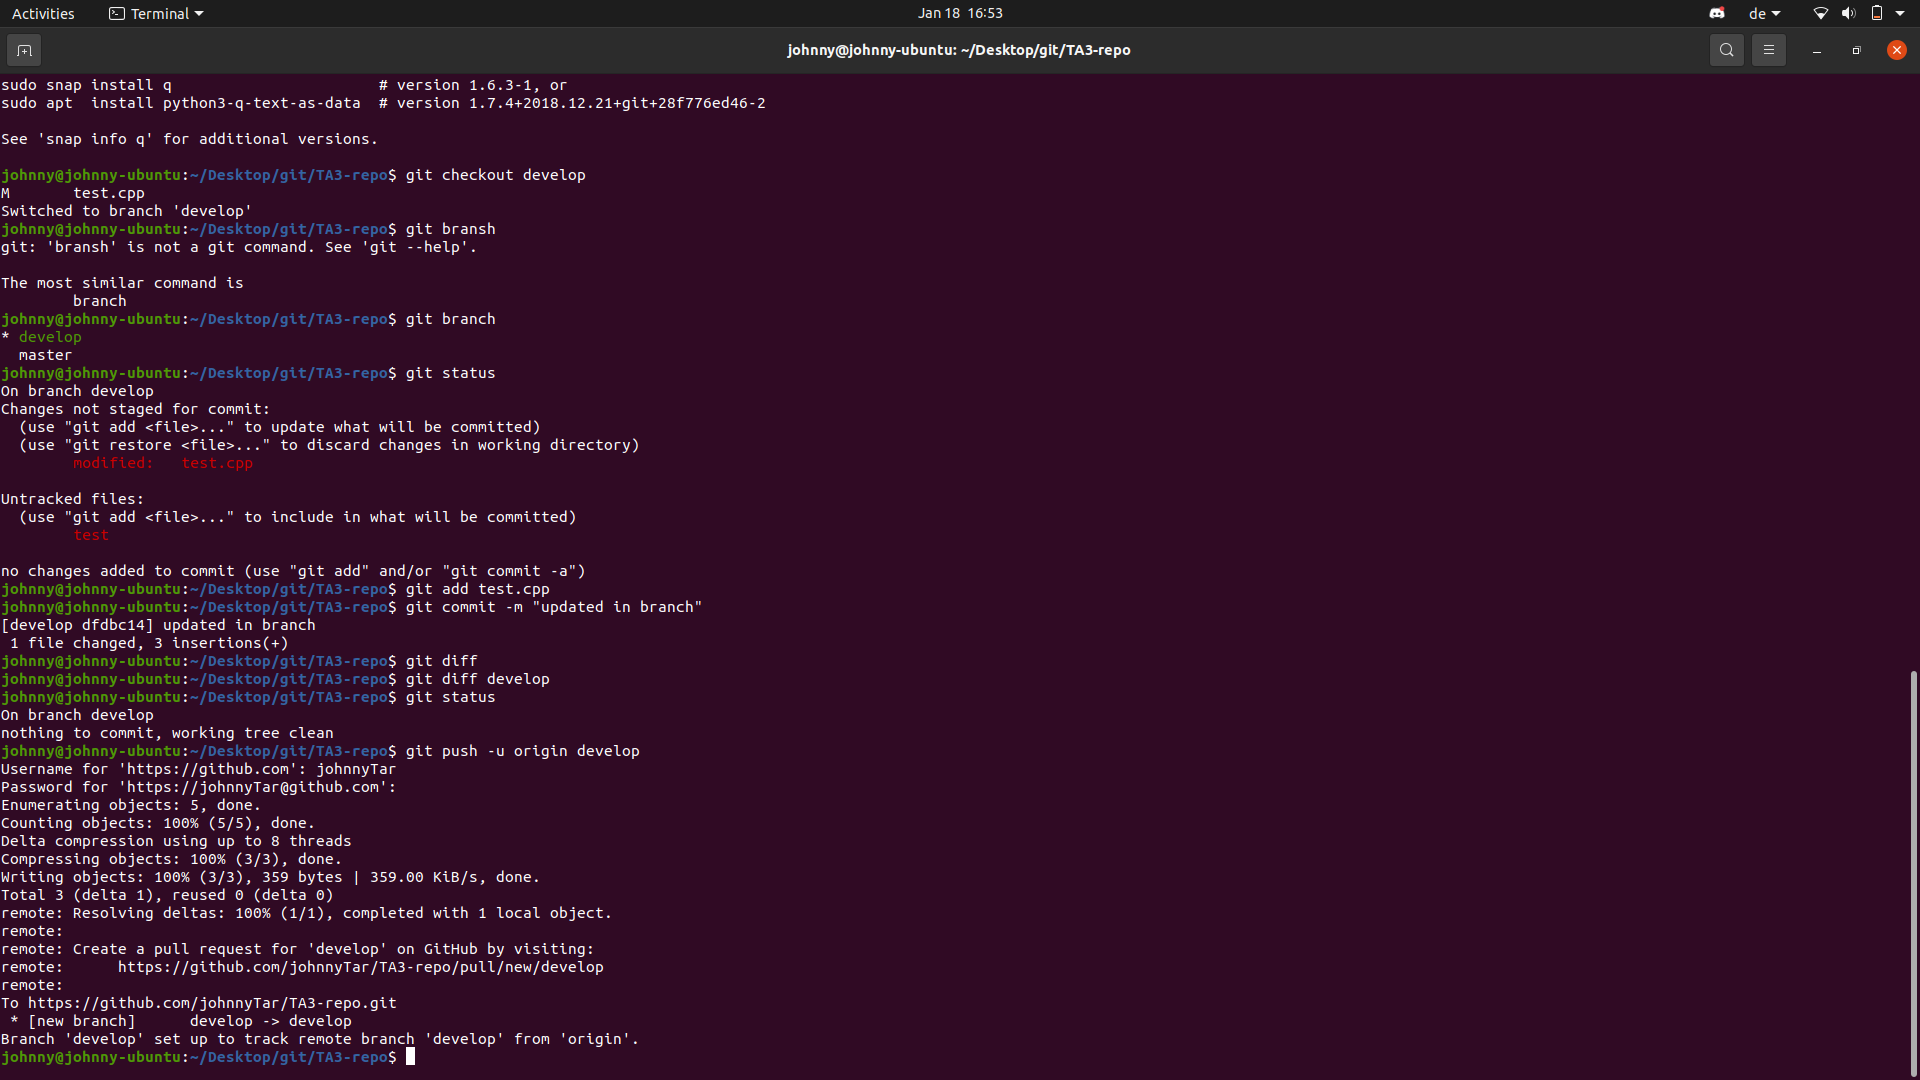 Activities Terminal Jan 18 16:53 de
johnny@johnny-ubuntu: ~/Desktop/git/TA3-repo
sudo snap install q                       # version 1.6.3-1, or
sudo apt  install python3-q-text-as-data  # version 1.7.4+2018.12.21+git+28f776ed46-2
See 'snap info q' for additional versions.
johnny@johnny-ubuntu:~/Desktop/git/TA3-repo$ git checkout develop
M       test.cpp
Switched to branch 'develop'
johnny@johnny-ubuntu:~/Desktop/git/TA3-repo$ git bransh
git: 'bransh' is not a git command. See 'git --help'.
The most similar command is
        branch
johnny@johnny-ubuntu:~/Desktop/git/TA3-repo$ git branch
* develop
  master
johnny@johnny-ubuntu:~/Desktop/git/TA3-repo$ git status
On branch develop
Changes not staged for commit:
  (use "git add <file>..." to update what will be committed)
  (use "git restore <file>..." to discard changes in working directory)
        modified:   test.cpp
Untracked files:
  (use "git add <file>..." to include in what will be committed)
        test
no changes added to commit (use "git add" and/or "git commit -a")
johnny@johnny-ubuntu:~/Desktop/git/TA3-repo$ git add test.cpp
johnny@johnny-ubuntu:~/Desktop/git/TA3-repo$ git commit -m "updated in branch"
[develop dfdbc14] updated in branch
 1 file changed, 3 insertions(+)
johnny@johnny-ubuntu:~/Desktop/git/TA3-repo$ git diff
johnny@johnny-ubuntu:~/Desktop/git/TA3-repo$ git diff develop
johnny@johnny-ubuntu:~/Desktop/git/TA3-repo$ git status
On branch develop
nothing to commit, working tree clean
johnny@johnny-ubuntu:~/Desktop/git/TA3-repo$ git push -u origin develop
Username for 'https://github.com': johnnyTar
Password for 'https://johnnyTar@github.com':
Enumerating objects: 5, done.
Counting objects: 100% (5/5), done.
Delta compression using up to 8 threads
Compressing objects: 100% (3/3), done.
Writing objects: 100% (3/3), 359 bytes | 359.00 KiB/s, done.
Total 3 (delta 1), reused 0 (delta 0)
remote: Resolving deltas: 100% (1/1), completed with 1 local object.
remote:
remote: Create a pull request for 'develop' on GitHub by visiting:
remote:      https://github.com/johnnyTar/TA3-repo/pull/new/develop
remote:
To https://github.com/johnnyTar/TA3-repo.git
 * [new branch]      develop -> develop
Branch 'develop' set up to track remote branch 'develop' from 'origin'.
johnny@johnny-ubuntu:~/Desktop/git/TA3-repo$